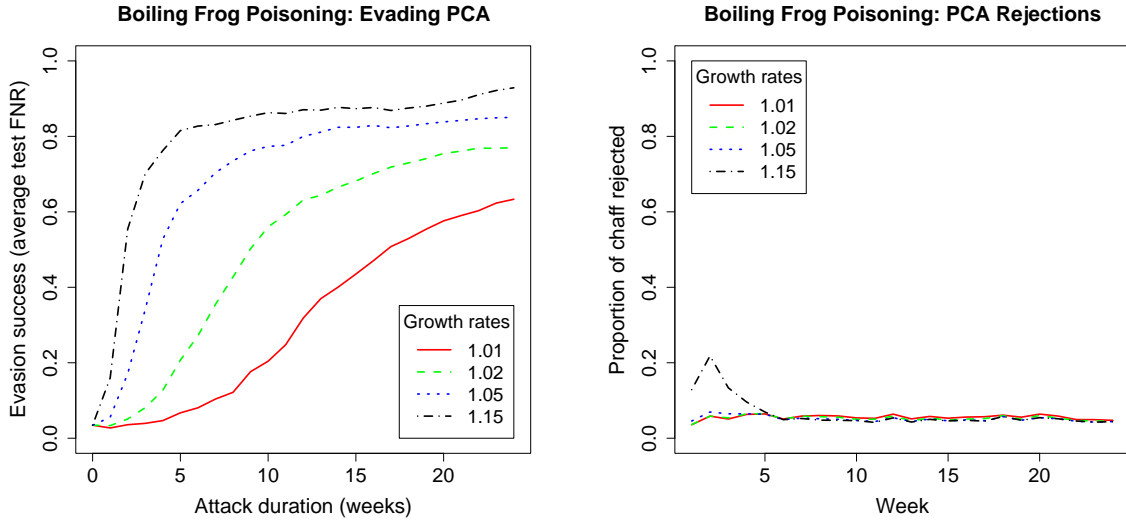 Boiling Frog Poisoning: Evading PCA
Evasion success (average test FNR)
1.0
0.8
0.6
0.4
0.2
0.0
Growth rates
1.01
1.02
1.05
1.15
0 5 10 15 20
Attack duration (weeks)
Boiling Frog Poisoning: PCA Rejections
Proportion of chaff rejected
1.0
0.8
0.6
0.4
0.2
0.0
Growth rates
1.01
1.02
1.05
1.15
5 10 15 20
Week